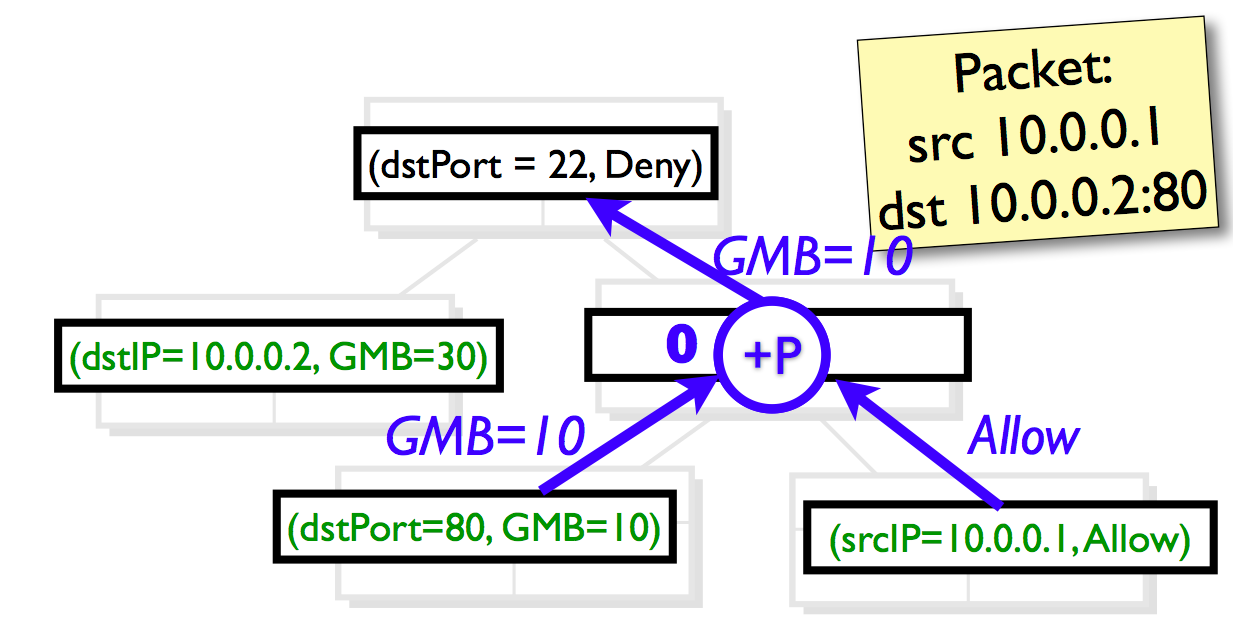 Packet:
src 10.0.0.1
dst 10.0.0.2:80
(dstPort = 22, Deny)
GMB=10
(dstIP=10.0.0.2, GMB=30)
0
+P
GMB=10
Allow
(dstPort=80, GMB=10)
(srcIP=10.0.0.1, Allow)